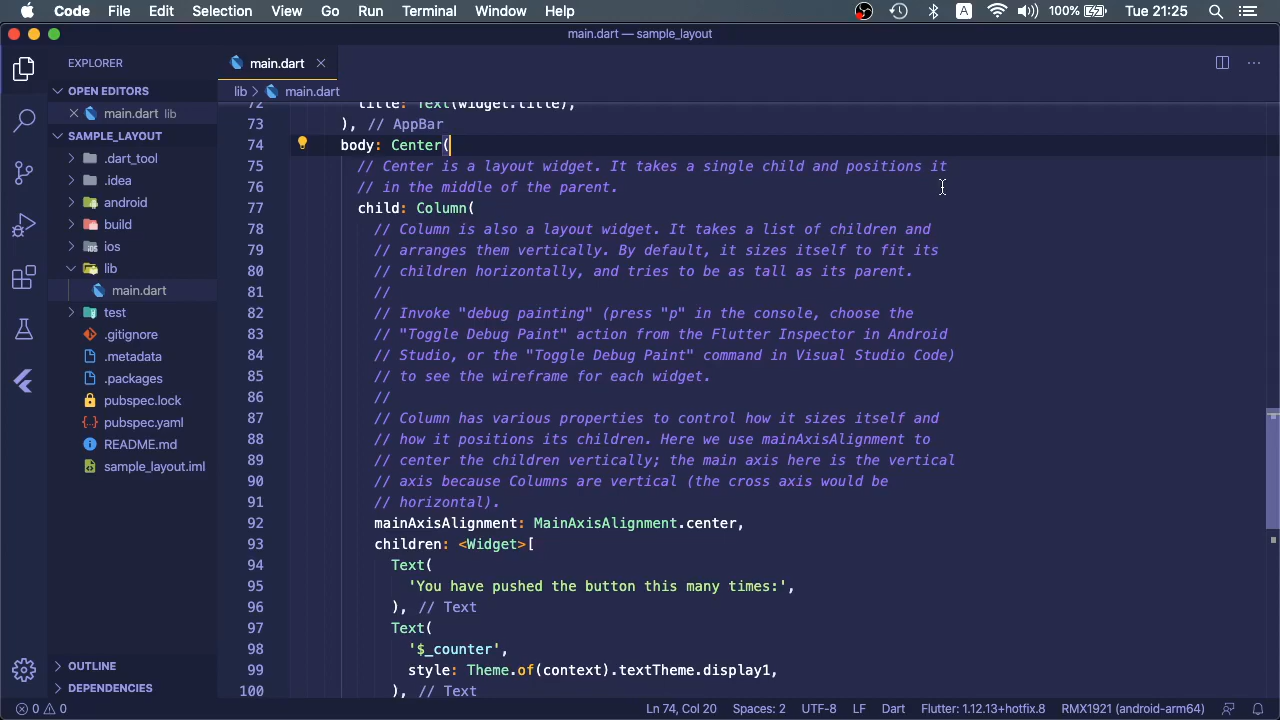 Code File Edit Selection View Go Run Terminal Window Help A 100% Tue 21:25
main.dart — sample_layout
EXPLORER
main.dart
OPEN EDITORS
lib > main.dart
main.dart lib
SAMPLE_LAYOUT
.dart_tool
.idea
android
build
ios
lib
main.dart
test
.gitignore
.metadata
.packages
pubspec.lock
pubspec.yaml
README.md
sample_layout.iml
OUTLINE
DEPENDENCIES
72 title: Text(widget.title),
73 ), // AppBar
74 body: Center(
75 // Center is a layout widget. It takes a single child and positions it
76 // in the middle of the parent.
77 child: Column(
78 // Column is also a layout widget. It takes a list of children and
79 // arranges them vertically. By default, it sizes itself to fit its
80 // children horizontally, and tries to be as tall as its parent.
81 //
82 // Invoke "debug painting" (press "p" in the console, choose the
83 // "Toggle Debug Paint" action from the Flutter Inspector in Android
84 // Studio, or the "Toggle Debug Paint" command in Visual Studio Code)
85 // to see the wireframe for each widget.
86 //
87 // Column has various properties to control how it sizes itself and
88 // how it positions its children. Here we use mainAxisAlignment to
89 // center the children vertically; the main axis here is the vertical
90 // axis because Columns are vertical (the cross axis would be
91 // horizontal).
92 mainAxisAlignment: MainAxisAlignment.center,
93 children: <Widget>[
94 Text(
95 'You have pushed the button this many times:',
96 ), // Text
97 Text(
98 '$_counter',
99 style: Theme.of(context).textTheme.display1,
100 ), // Text
0 0 Ln 74, Col 20 Spaces: 2 UTF-8 LF Dart Flutter: 1.12.13+hotfix.8 RMX1921 (android-arm64)